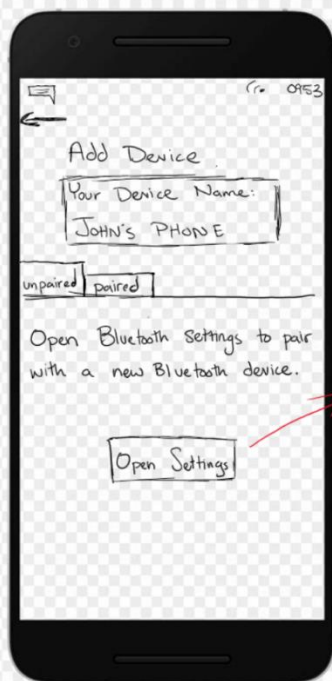 0953
Add Device
Your Device Name:
JOHN'S PHONE
unpaired paired
Open Bluetooth Settings to pair
with a new Bluetooth device.
Open Settings